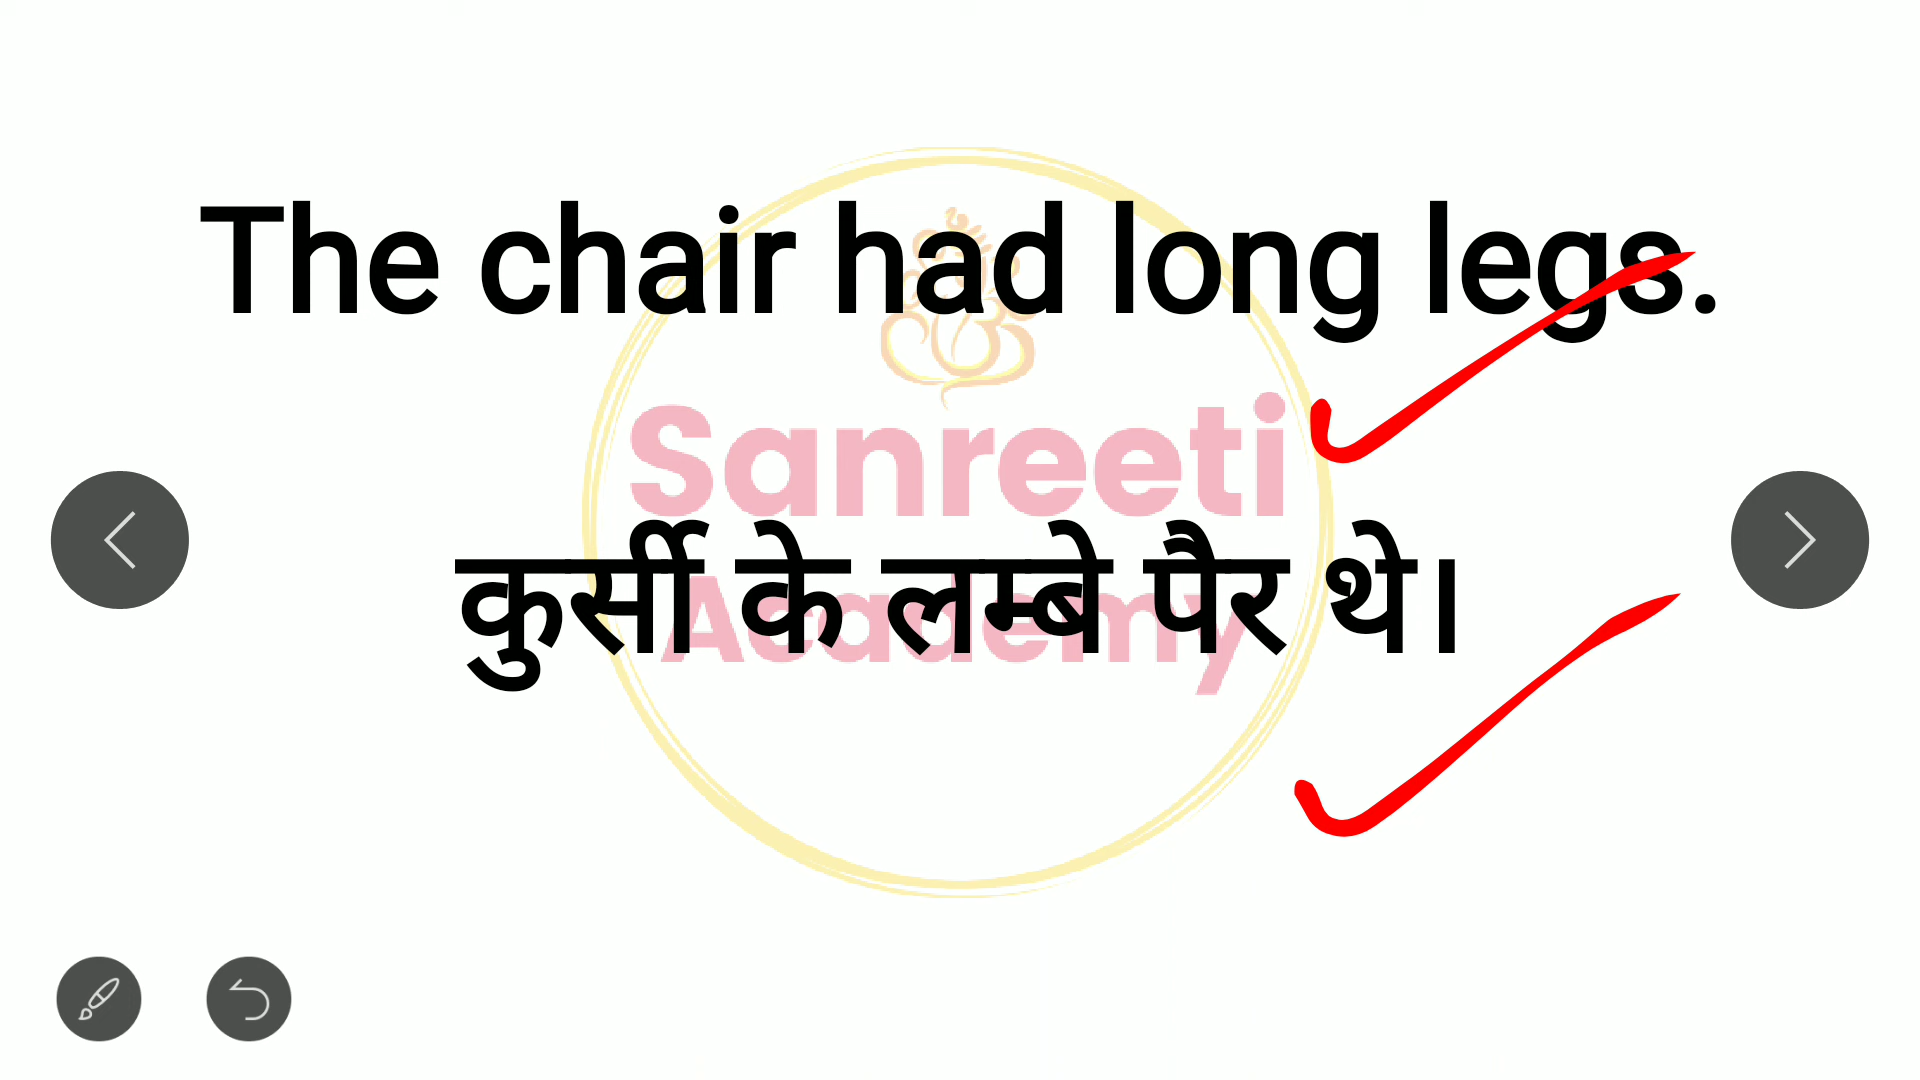 The chair had long legs.
Sanreeti
कुर्सी के लम्बे पैर थे।
Academy